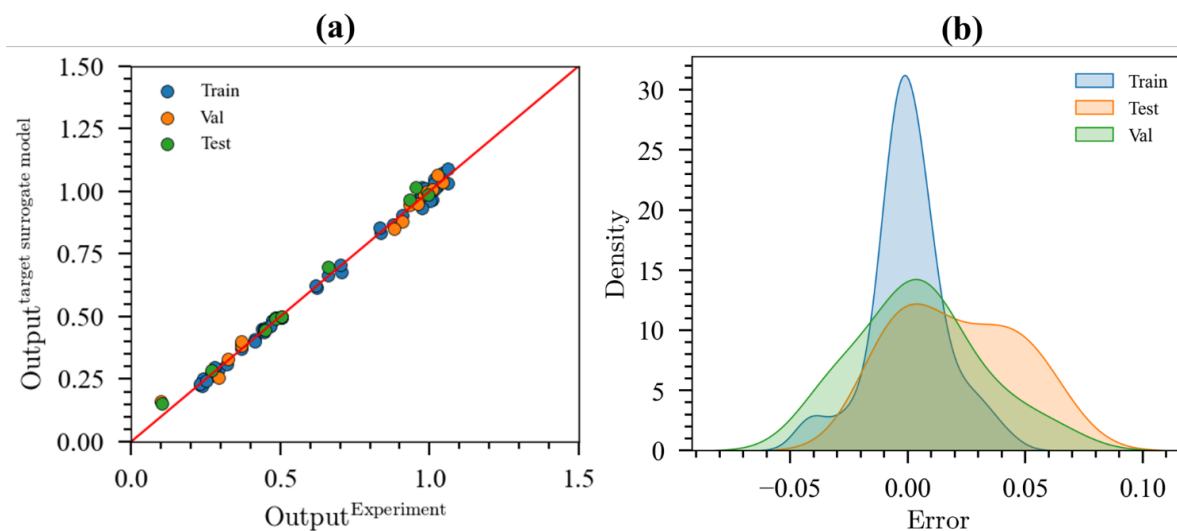 (a)
(b)
Output^target surrogate model
1.50
1.25
1.00
0.75
0.50
0.25
0.00
Train
Val
Test
0.0
0.5
1.0
1.5
Output^Experiment
Density
30
25
20
15
10
5
0
Train
Test
Val
−0.05
0.00
0.05
0.10
Error